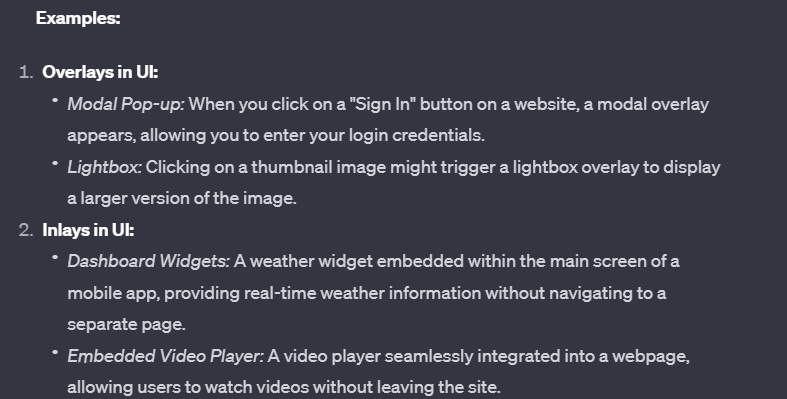 Examples:
1. Overlays in UI:
• Modal Pop-up: When you click on a "Sign In" button on a website, a modal overlay
appears, allowing you to enter your login credentials.
• Lightbox: Clicking on a thumbnail image might trigger a lightbox overlay to display
a larger version of the image.
2. Inlays in UI:
• Dashboard Widgets: A weather widget embedded within the main screen of a
mobile app, providing real-time weather information without navigating to a
separate page.
• Embedded Video Player: A video player seamlessly integrated into a webpage,
allowing users to watch videos without leaving the site.